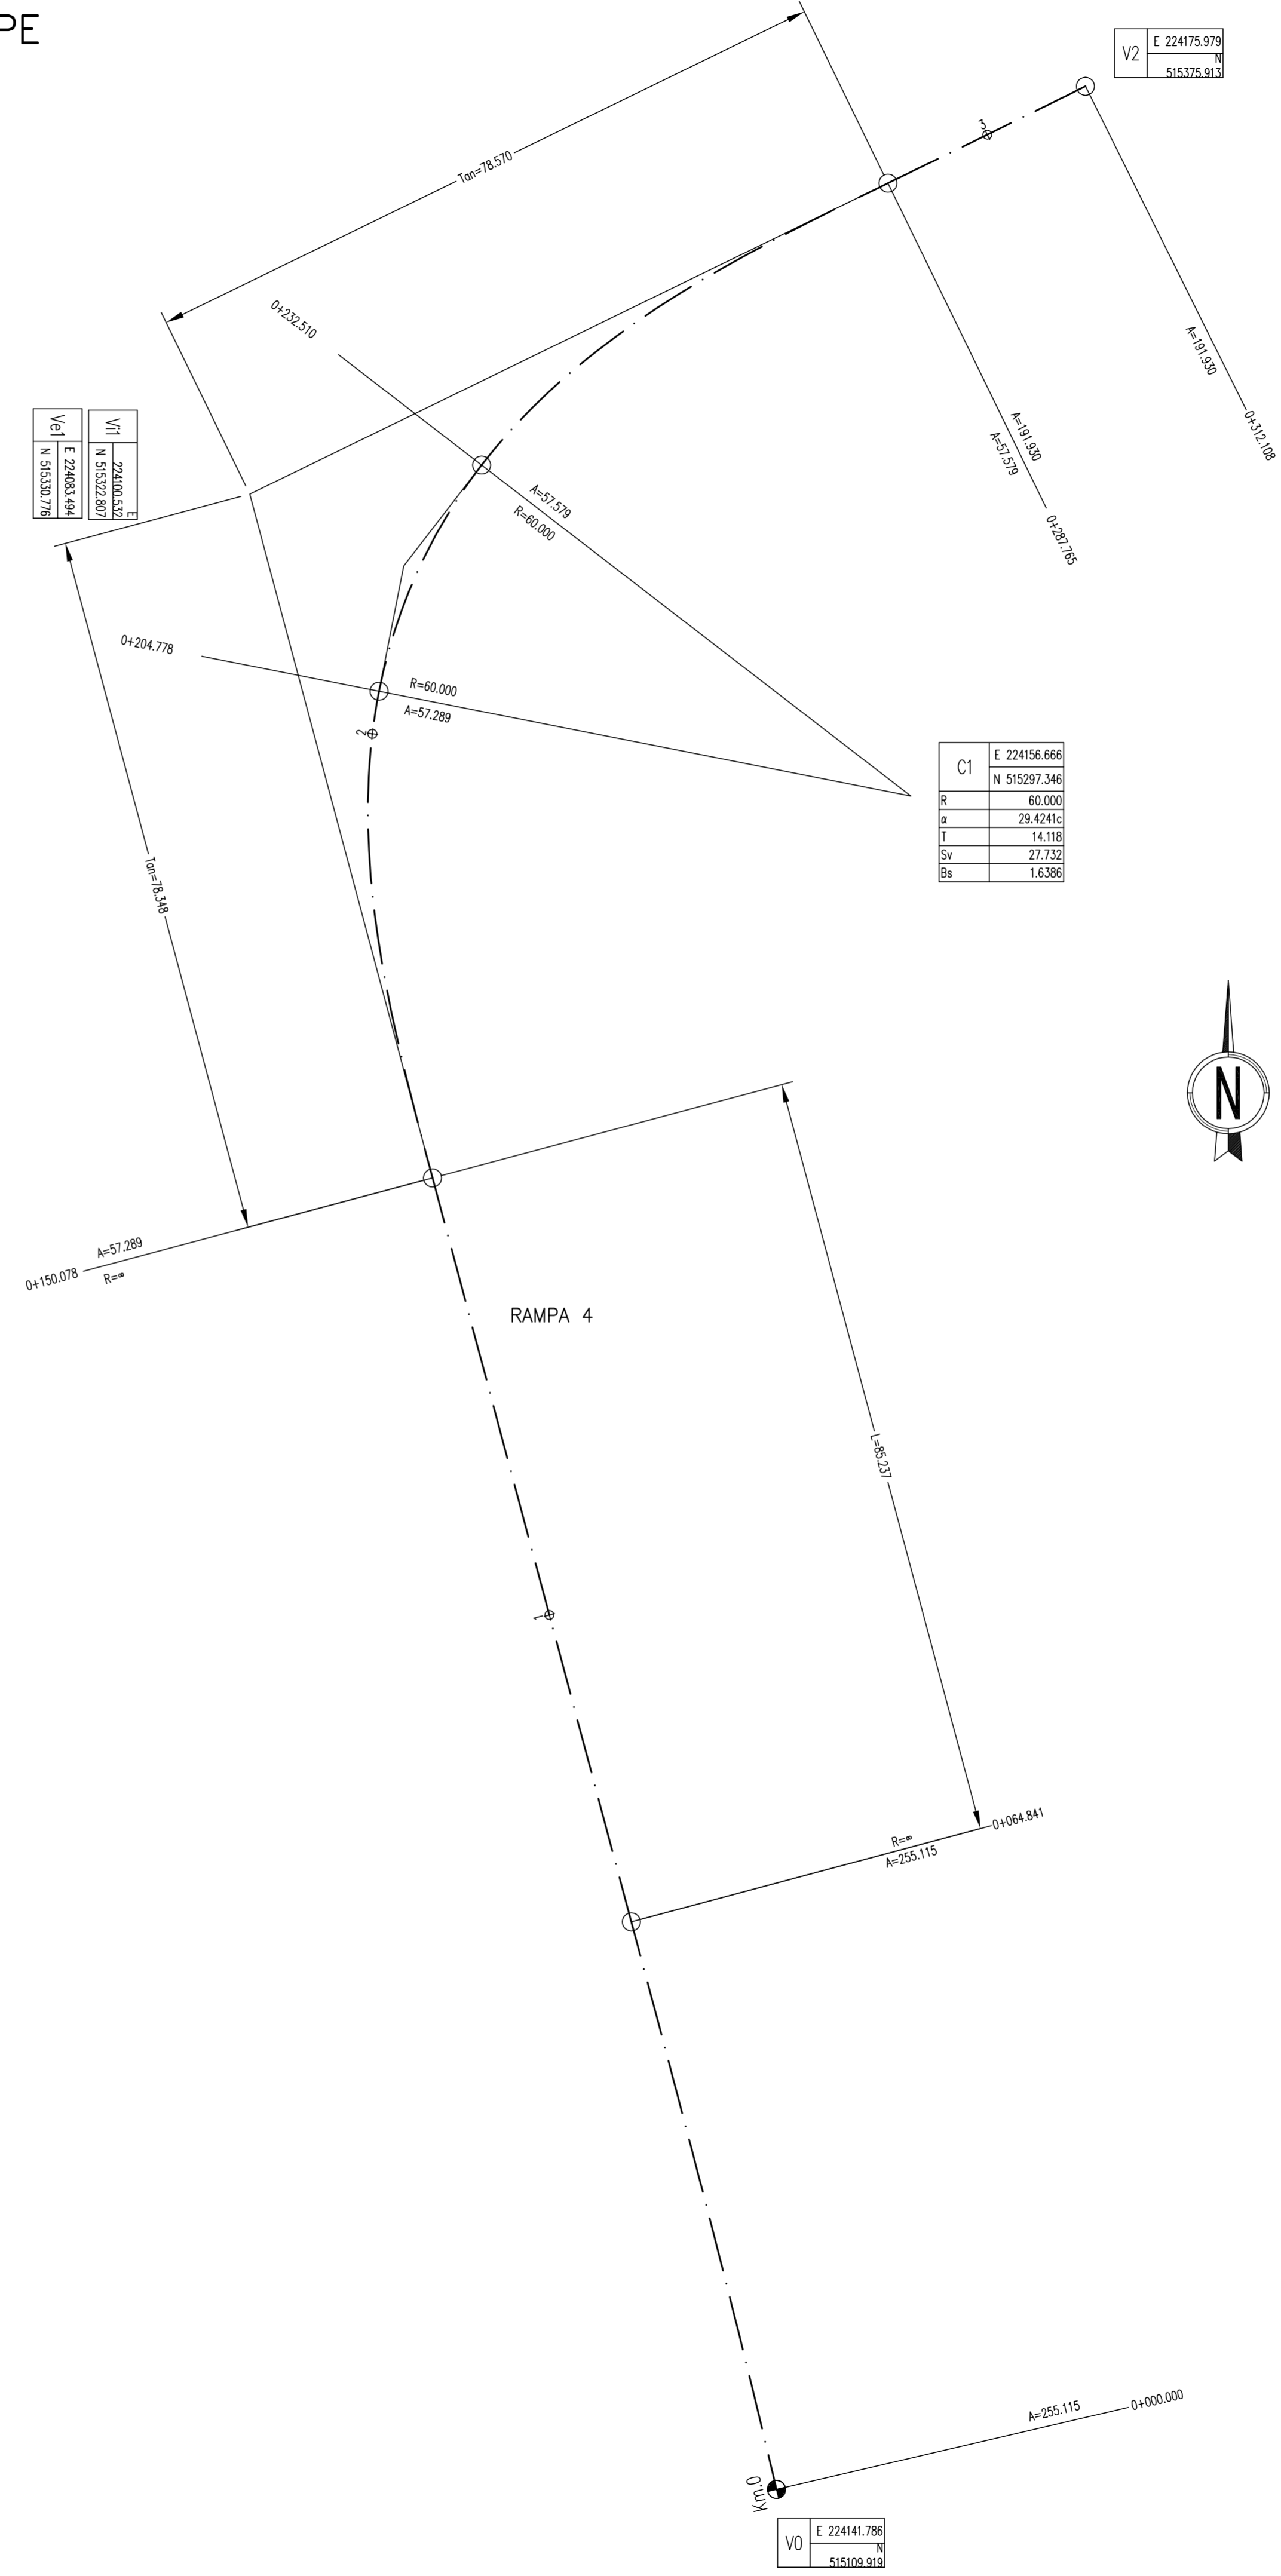 PE
V2
E 224175.979
N
515375.913
3
Tan=78.570
0+232.510
A=191.930
0+312.108
A=191.930
A=57.579
0+287.765
Ve1
E 224083.494
N 515330.776
Vi1
E
224100.532
N 515322.807
A=57.579
R=60.000
0+204.778
R=60.000
A=57.289
2
C1
E 224156.666
N 515297.346
R 60.000
α 29.4241c
T 14.118
Sv 27.732
Bs 1.6386
Tan=78.348
N
0+150.078
A=57.289
R=∞
RAMPA 4
L=85.237
1
R=∞
A=255.115
0+064.841
A=255.115
0+000.000
Km.0
V0
E 224141.786
N
515109.919